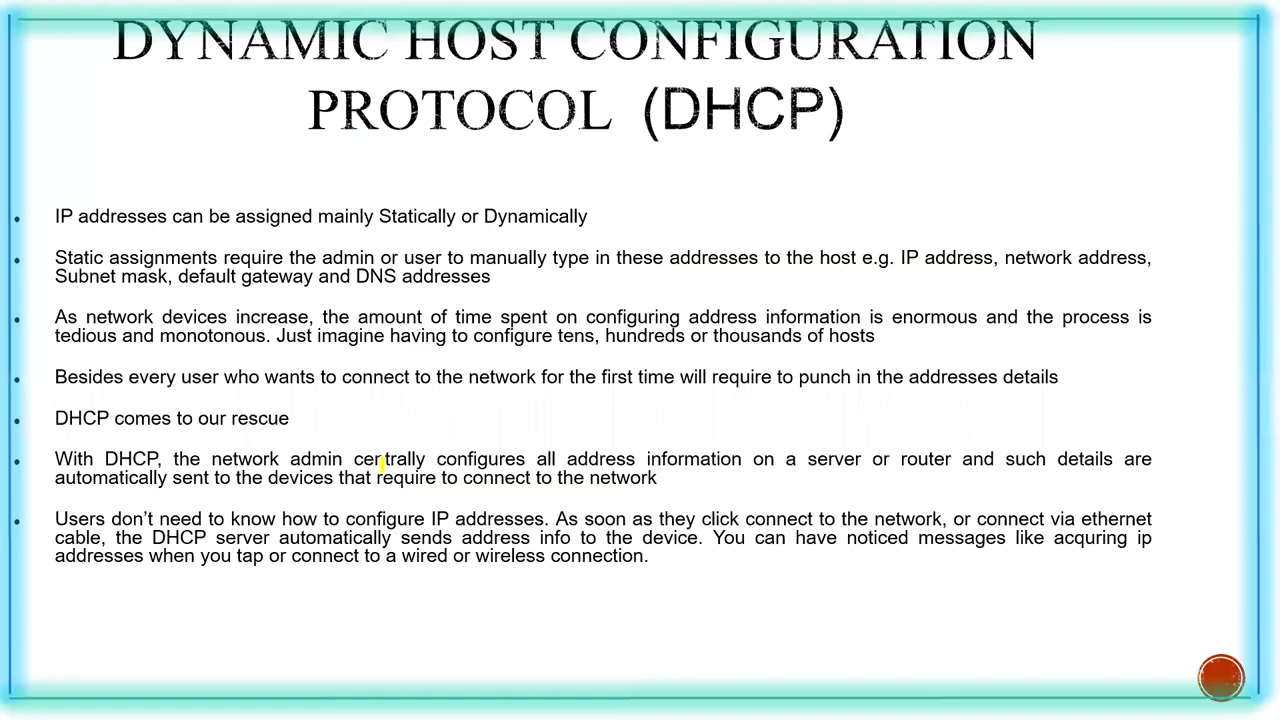 DYNAMIC HOST CONFIGURATION
PROTOCOL (DHCP)
• IP addresses can be assigned mainly Statically or Dynamically
• Static assignments require the admin or user to manually type in these addresses to the host e.g. IP address, network address,
Subnet mask, default gateway and DNS addresses
• As network devices increase, the amount of time spent on configuring address information is enormous and the process is
tedious and monotonous. Just imagine having to configure tens, hundreds or thousands of hosts
• Besides every user who wants to connect to the network for the first time will require to punch in the addresses details
• DHCP comes to our rescue
• With DHCP, the network admin centrally configures all address information on a server or router and such details are
automatically sent to the devices that require to connect to the network
• Users don’t need to know how to configure IP addresses. As soon as they click connect to the network, or connect via ethernet
cable, the DHCP server automatically sends address info to the device. You can have noticed messages like acquring ip
addresses when you tap or connect to a wired or wireless connection.